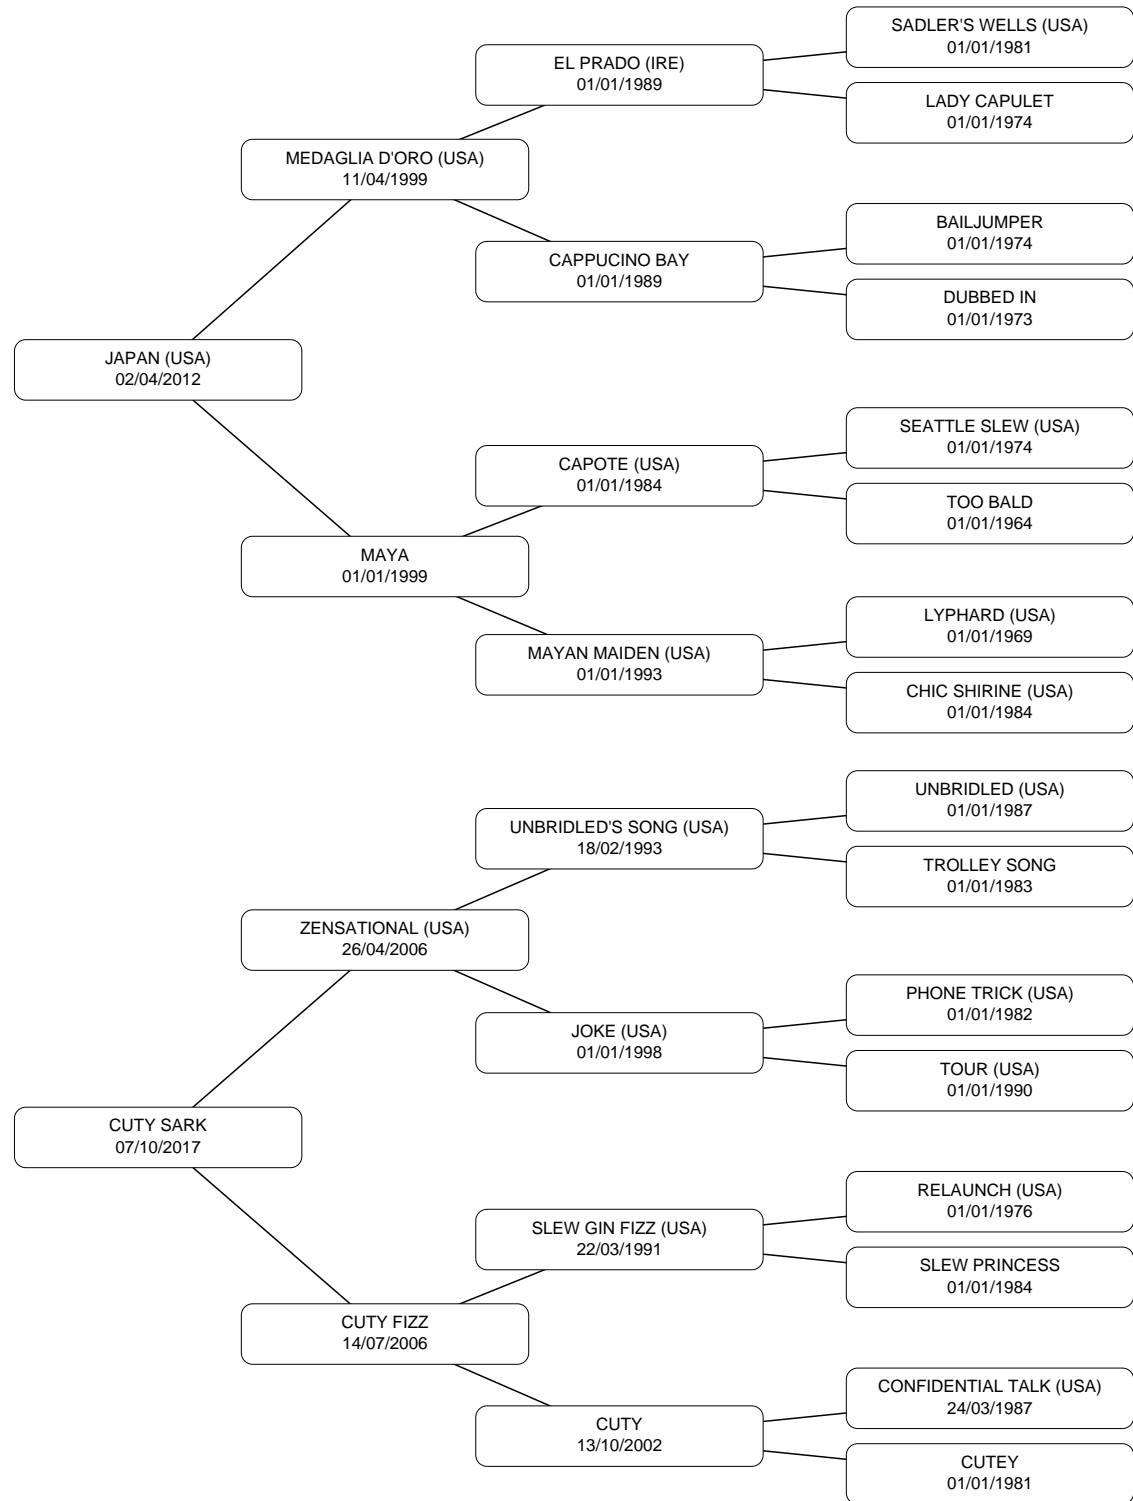 SADLER'S WELLS (USA)
01/01/1981
EL PRADO (IRE)
01/01/1989
LADY CAPULET
01/01/1974
MEDAGLIA D'ORO (USA)
11/04/1999
BAILJUMPER
01/01/1974
CAPPUCINO BAY
01/01/1989
DUBBED IN
01/01/1973
JAPAN (USA)
02/04/2012
SEATTLE SLEW (USA)
01/01/1974
CAPOTE (USA)
01/01/1984
TOO BALD
01/01/1964
MAYA
01/01/1999
LYPHARD (USA)
01/01/1969
MAYAN MAIDEN (USA)
01/01/1993
CHIC SHIRINE (USA)
01/01/1984
UNBRIDLED (USA)
01/01/1987
UNBRIDLED'S SONG (USA)
18/02/1993
TROLLEY SONG
01/01/1983
ZENSATIONAL (USA)
26/04/2006
PHONE TRICK (USA)
01/01/1982
JOKE (USA)
01/01/1998
TOUR (USA)
01/01/1990
CUTY SARK
07/10/2017
RELAUNCH (USA)
01/01/1976
SLEW GIN FIZZ (USA)
22/03/1991
SLEW PRINCESS
01/01/1984
CUTY FIZZ
14/07/2006
CONFIDENTIAL TALK (USA)
24/03/1987
CUTY
13/10/2002
CUTEY
01/01/1981